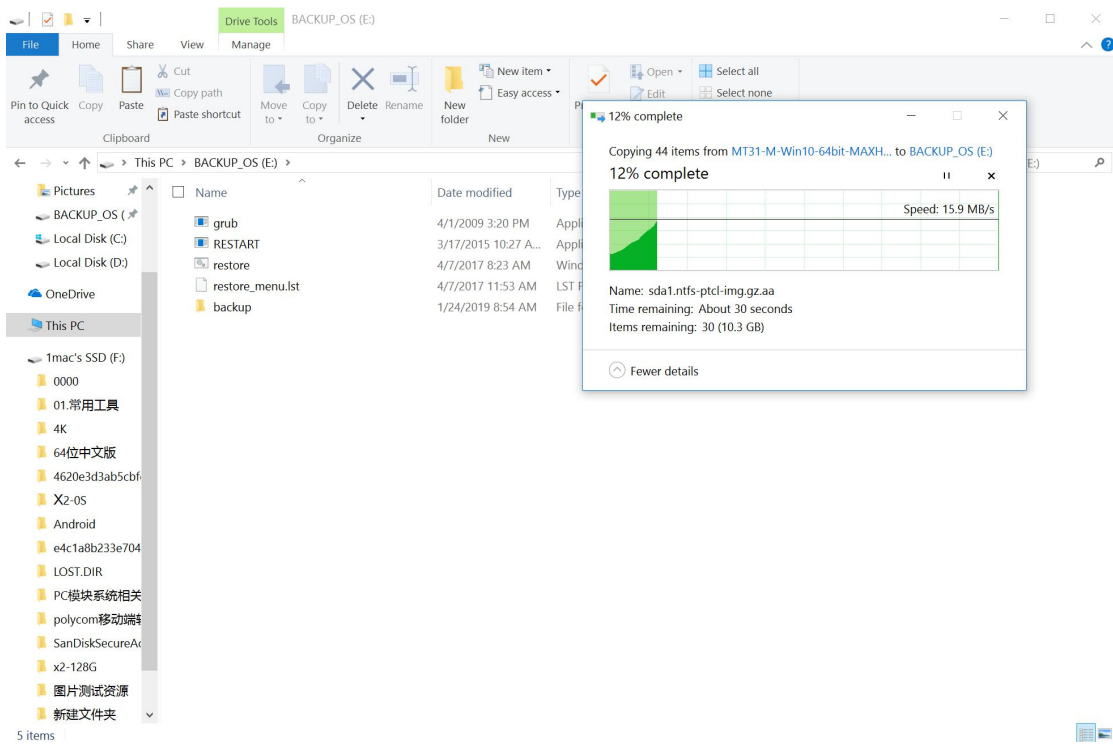 Drive Tools BACKUP_OS (E:)
File Home Share View Manage
Pin to Quick access
Copy
Paste
Cut
Copy path
Paste shortcut
Clipboard
Move to
Copy to
Delete
Rename
Organize
New folder
New item
Easy access
New
Open
Edit
Select all
Select none
This PC > BACKUP_OS (E:) >
E:)
Pictures
BACKUP_OS (
Local Disk (C:)
Local Disk (D:)
OneDrive
This PC
1mac's SSD (F:)
0000
01.常用工具
4K
64位中文版
4620e3d3ab5cbf
X2-0S
Android
e4c1a8b233e704
LOST.DIR
PC模块系统相关
polycom移动端
SanDiskSecureA
x2-128G
图片测试资源
新建文件夹
Name Date modified Type
grub 4/1/2009 3:20 PM Appli
RESTART 3/17/2015 10:27 A... Appli
restore 4/7/2017 8:23 AM Wind
restore_menu.lst 4/7/2017 11:53 AM LST F
backup 1/24/2019 8:54 AM File f
12% complete
Copying 44 items from MT31-M-Win10-64bit-MAXH... to BACKUP_OS (E:)
12% complete
Speed: 15.9 MB/s
Name: sda1.ntfs-ptcl-img.gz.aa
Time remaining: About 30 seconds
Items remaining: 30 (10.3 GB)
Fewer details
5 items